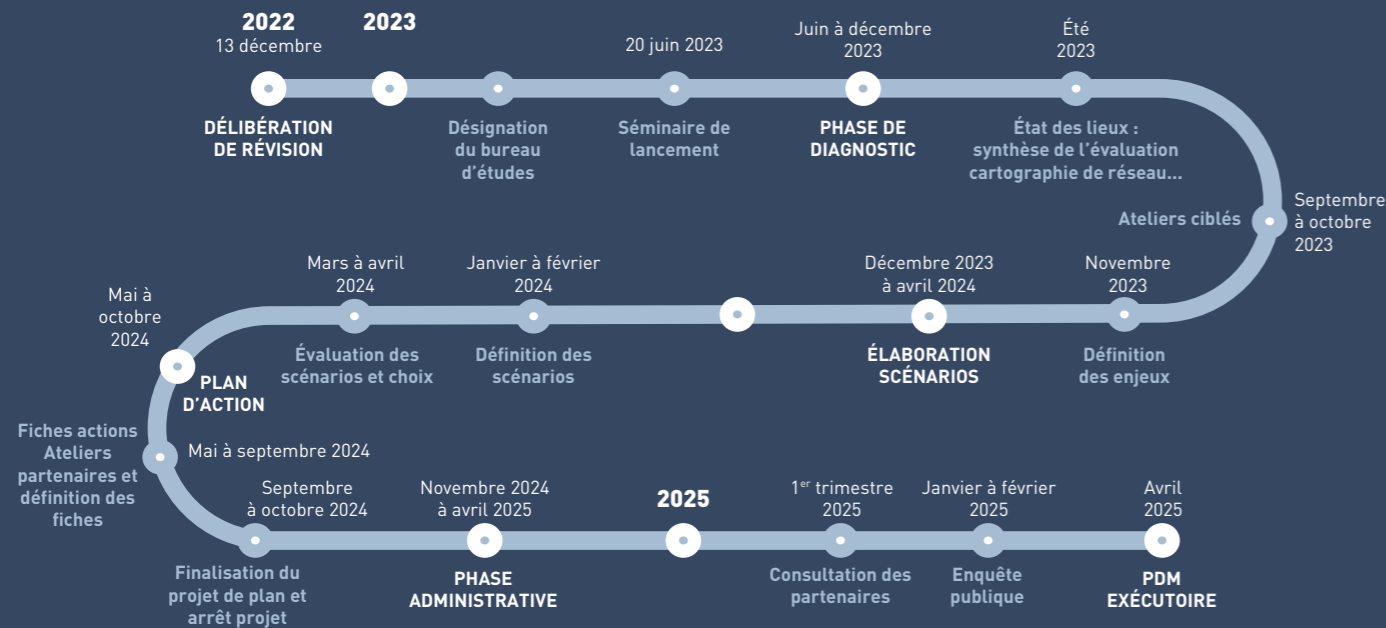 2022
13 décembre
DÉLIBÉRATION
DE RÉVISION
2023
Désignation
du bureau
d’études
20 juin 2023
Séminaire de
lancement
Juin à décembre
2023
PHASE DE
DIAGNOSTIC
Été
2023
État des lieux :
synthèse de l’évaluation
cartographie de réseau...
Septembre
à octobre
2023
Ateliers ciblés
Novembre
2023
Définition
des enjeux
Décembre 2023
à avril 2024
ÉLABORATION
SCÉNARIOS
Janvier à février
2024
Définition des
scénarios
Mars à avril
2024
Évaluation des
scénarios et choix
Mai à
octobre
2024
PLAN
D’ACTION
Mai à septembre 2024
Fiches actions
Ateliers
partenaires et
définition des
fiches
Septembre
à octobre 2024
Finalisation du
projet de plan et
arrêt projet
Novembre 2024
à avril 2025
PHASE
ADMINISTRATIVE
2025
1er trimestre
2025
Consultation des
partenaires
Janvier à février
2025
Enquête
publique
Avril
2025
PDM
EXÉCUTOIRE